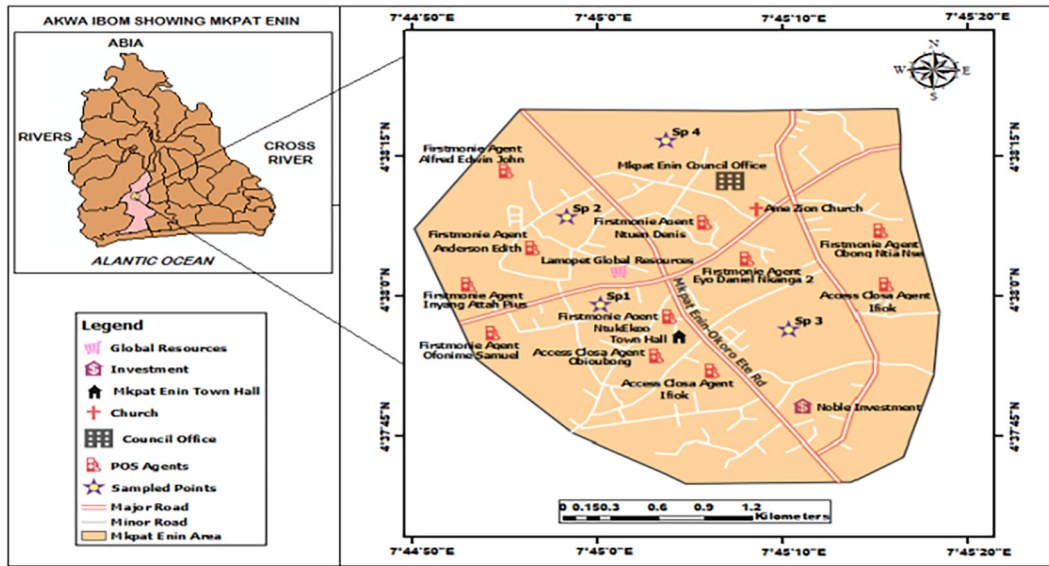 AKWA IBOM SHOWING MKPAT ENIN
ABIA
RIVERS
CROSS
RIVER
ALANTIC OCEAN
Legend
Global Resources
Investment
Mkpat Enin Town Hall
Church
Council Office
POS Agents
Sampled Points
Major Road
Minor Road
Mkpat Enin Area
7°44'50"E
7°45'0"E
7°45'10"E
7°45'20"E
N
W
E
S
4°38'15"N
4°38'15"N
Sp 4
Firstmonie Agent
Alfred Edwin John
Mkpat Enin Council Office
Ame Zion Church
Sp 2
Firstmonie Agent
Ntuen Denis
Firstmonie Agent
Anderson Edith
Firstmonie Agent
Obong Ntia Nse
Lamopet Global Resources
Firstmonie Agent
Eyo Daniel Nkanga 2
4°38'0"N
4°38'0"N
Firstmonie Agent
Inyang Attah Pius
Access Closa Agent
Ifiok
Sp1
Firstmonie Agent
NtukEkeo
Town Hall
Sp 3
Mkpat Enin-Okoro Ete Rd
Firstmonie Agent
Ofonime Samuel
Access Closa Agent
Obioubong
Access Closa Agent
Ifiok
Noble Investment
4°37'45"N
4°37'45"N
0 0.150.3 0.6 0.9 1.2
Kilometers
7°44'50"E
7°45'0"E
7°45'10"E
7°45'20"E